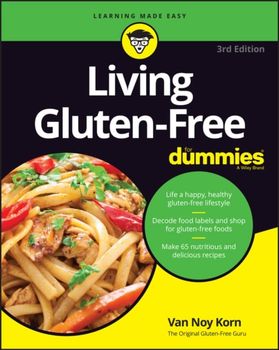 LEARNING MADE EASY
3rd Edition
Living
Gluten-Free
for
dummies
A Wiley Brand
Life a happy, healthy
gluten-free lifestyle
Decode food labels and shop
for gluten-free foods
Make 65 nutritious and
delicious recipes
Van Noy Korn
The Original Gluten-Free Guru